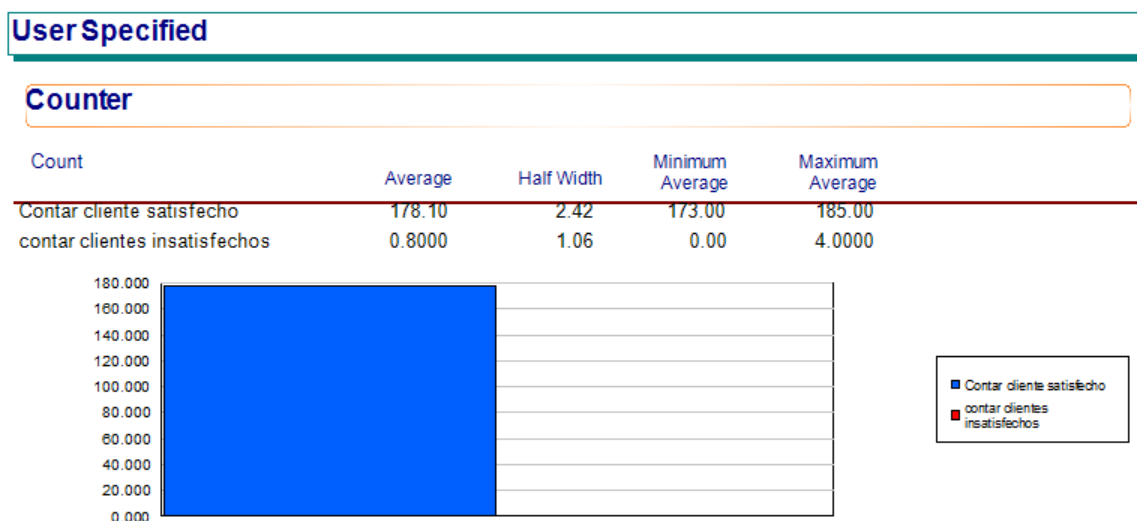 User Specified
Counter
Count Average Half Width Minimum Average Maximum Average
Contar cliente satisfecho 178.10 2.42 173.00 185.00
contar clientes insatisfechos 0.8000 1.06 0.00 4.0000
180.000
160.000
140.000
120.000
100.000
80.000
60.000
40.000
20.000
0.000
Contar cliente satisfecho
contar clientes
insatisfechos